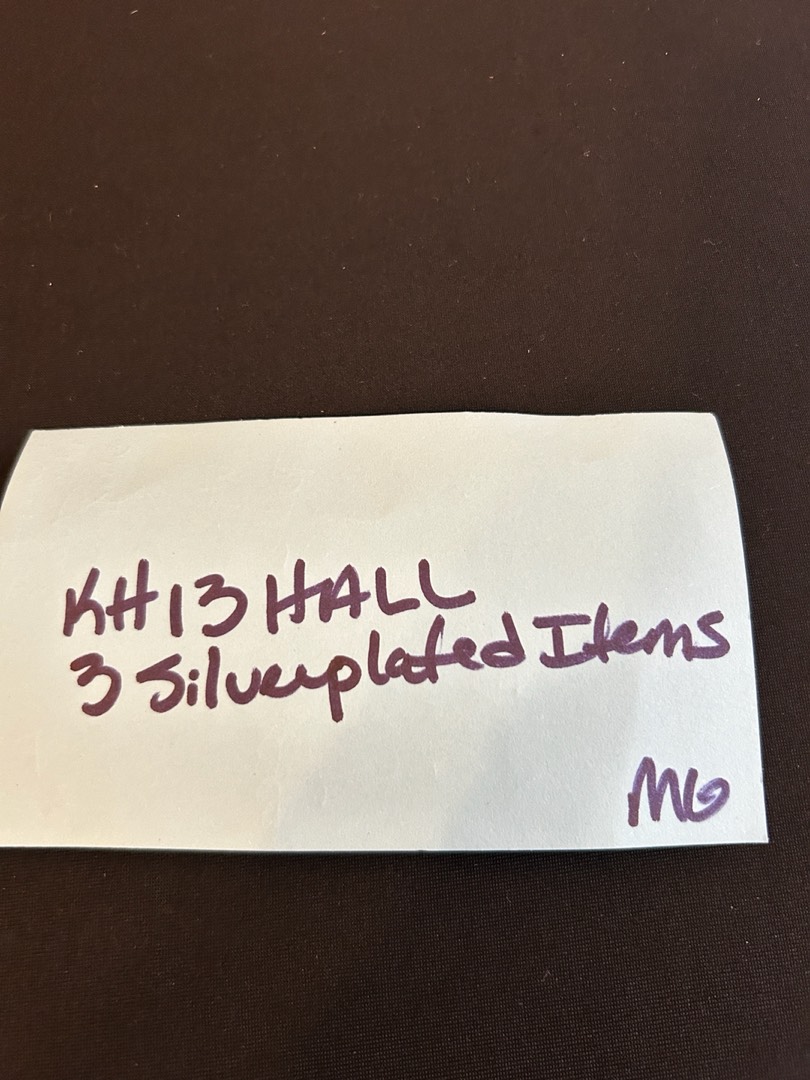 KH13 HALL
3 Silverplated Items
MG